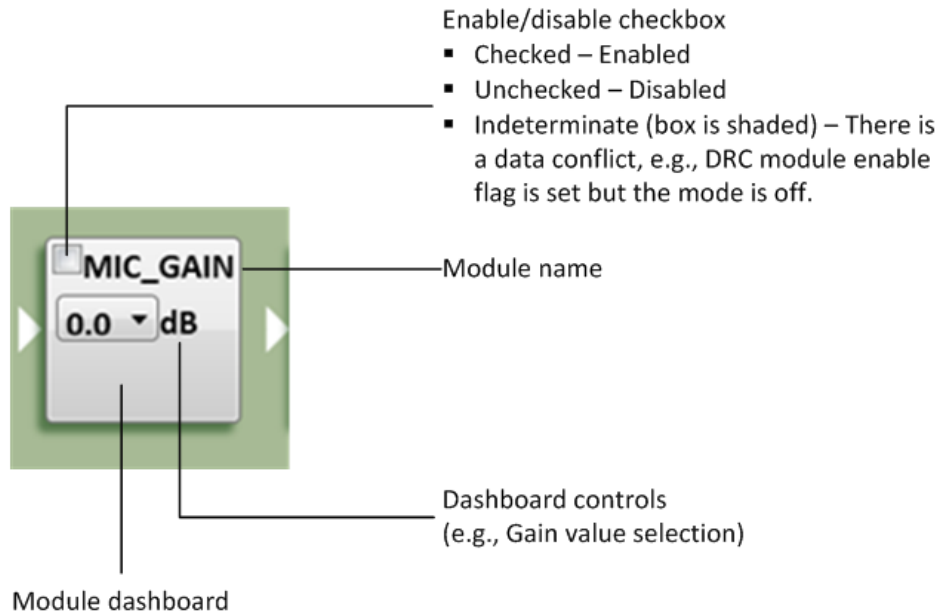 Enable/disable checkbox
▪ Checked – Enabled
▪ Unchecked – Disabled
▪ Indeterminate (box is shaded) – There is
a data conflict, e.g., DRC module enable
flag is set but the mode is off.
MIC_GAIN
Module name
0.0 dB
Dashboard controls
(e.g., Gain value selection)
Module dashboard